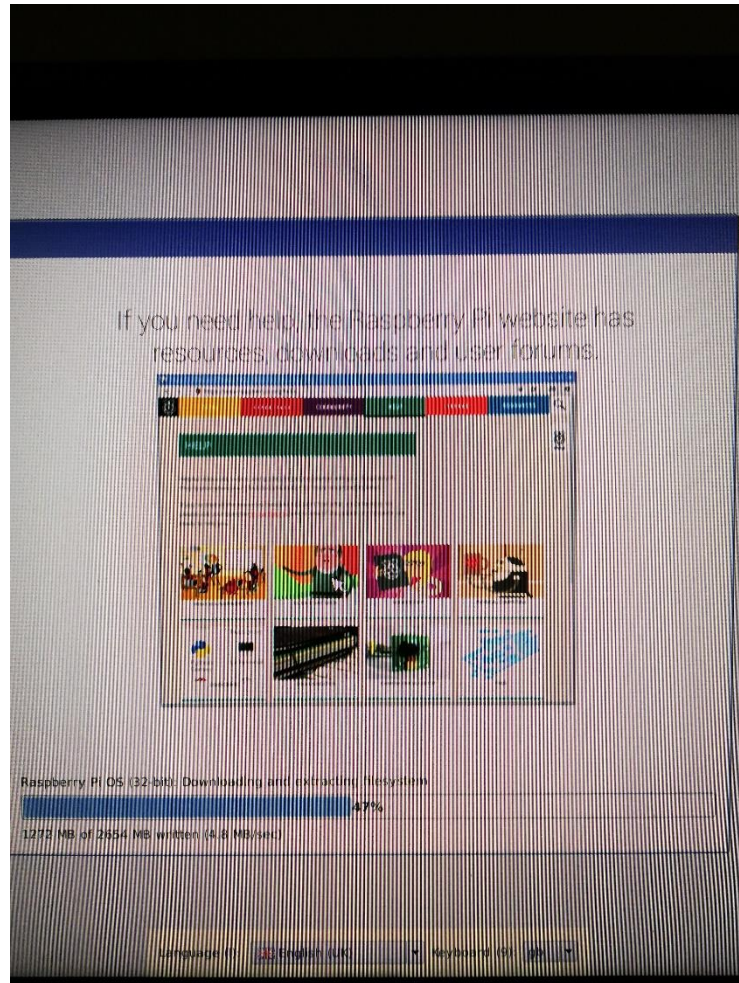 If you need help, the Raspberry Pi website has
resources, downloads and user forums.
HELP
Raspberry Pi OS (32-bit): Downloading and extracting filesystem
47%
1272 MB of 2654 MB written (4.8 MB/sec)
Language (l): English (UK) Keyboard (9): gb